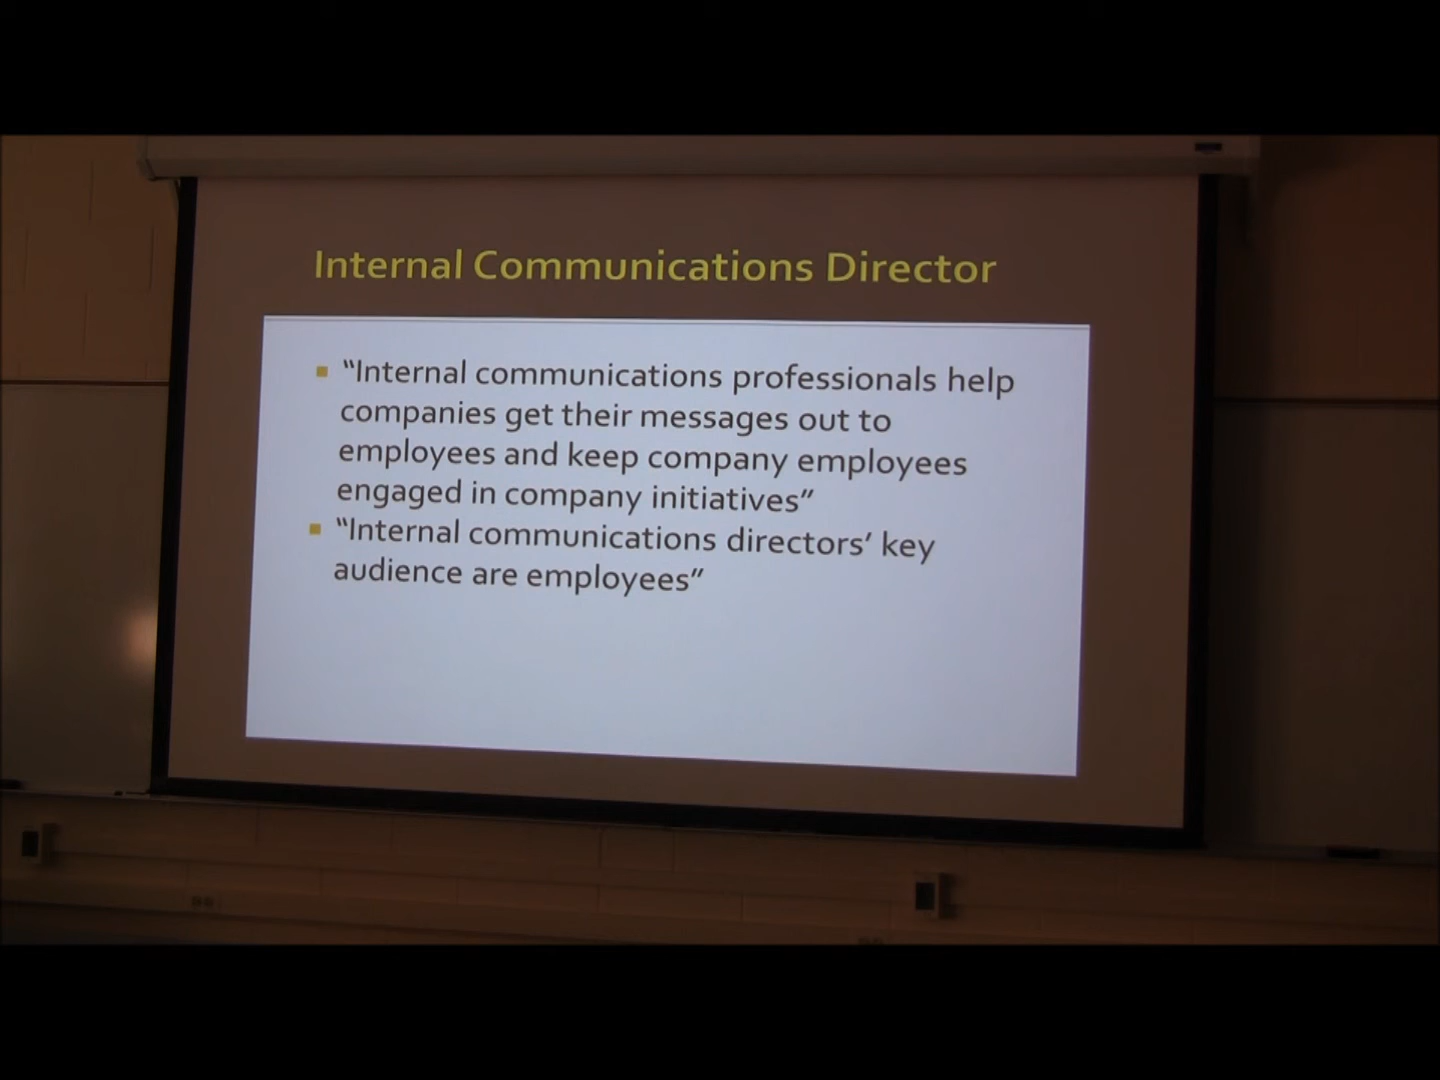 Internal Communications Director
“Internal communications professionals help
companies get their messages out to
employees and keep company employees
engaged in company initiatives”
“Internal communications directors’ key
audience are employees”